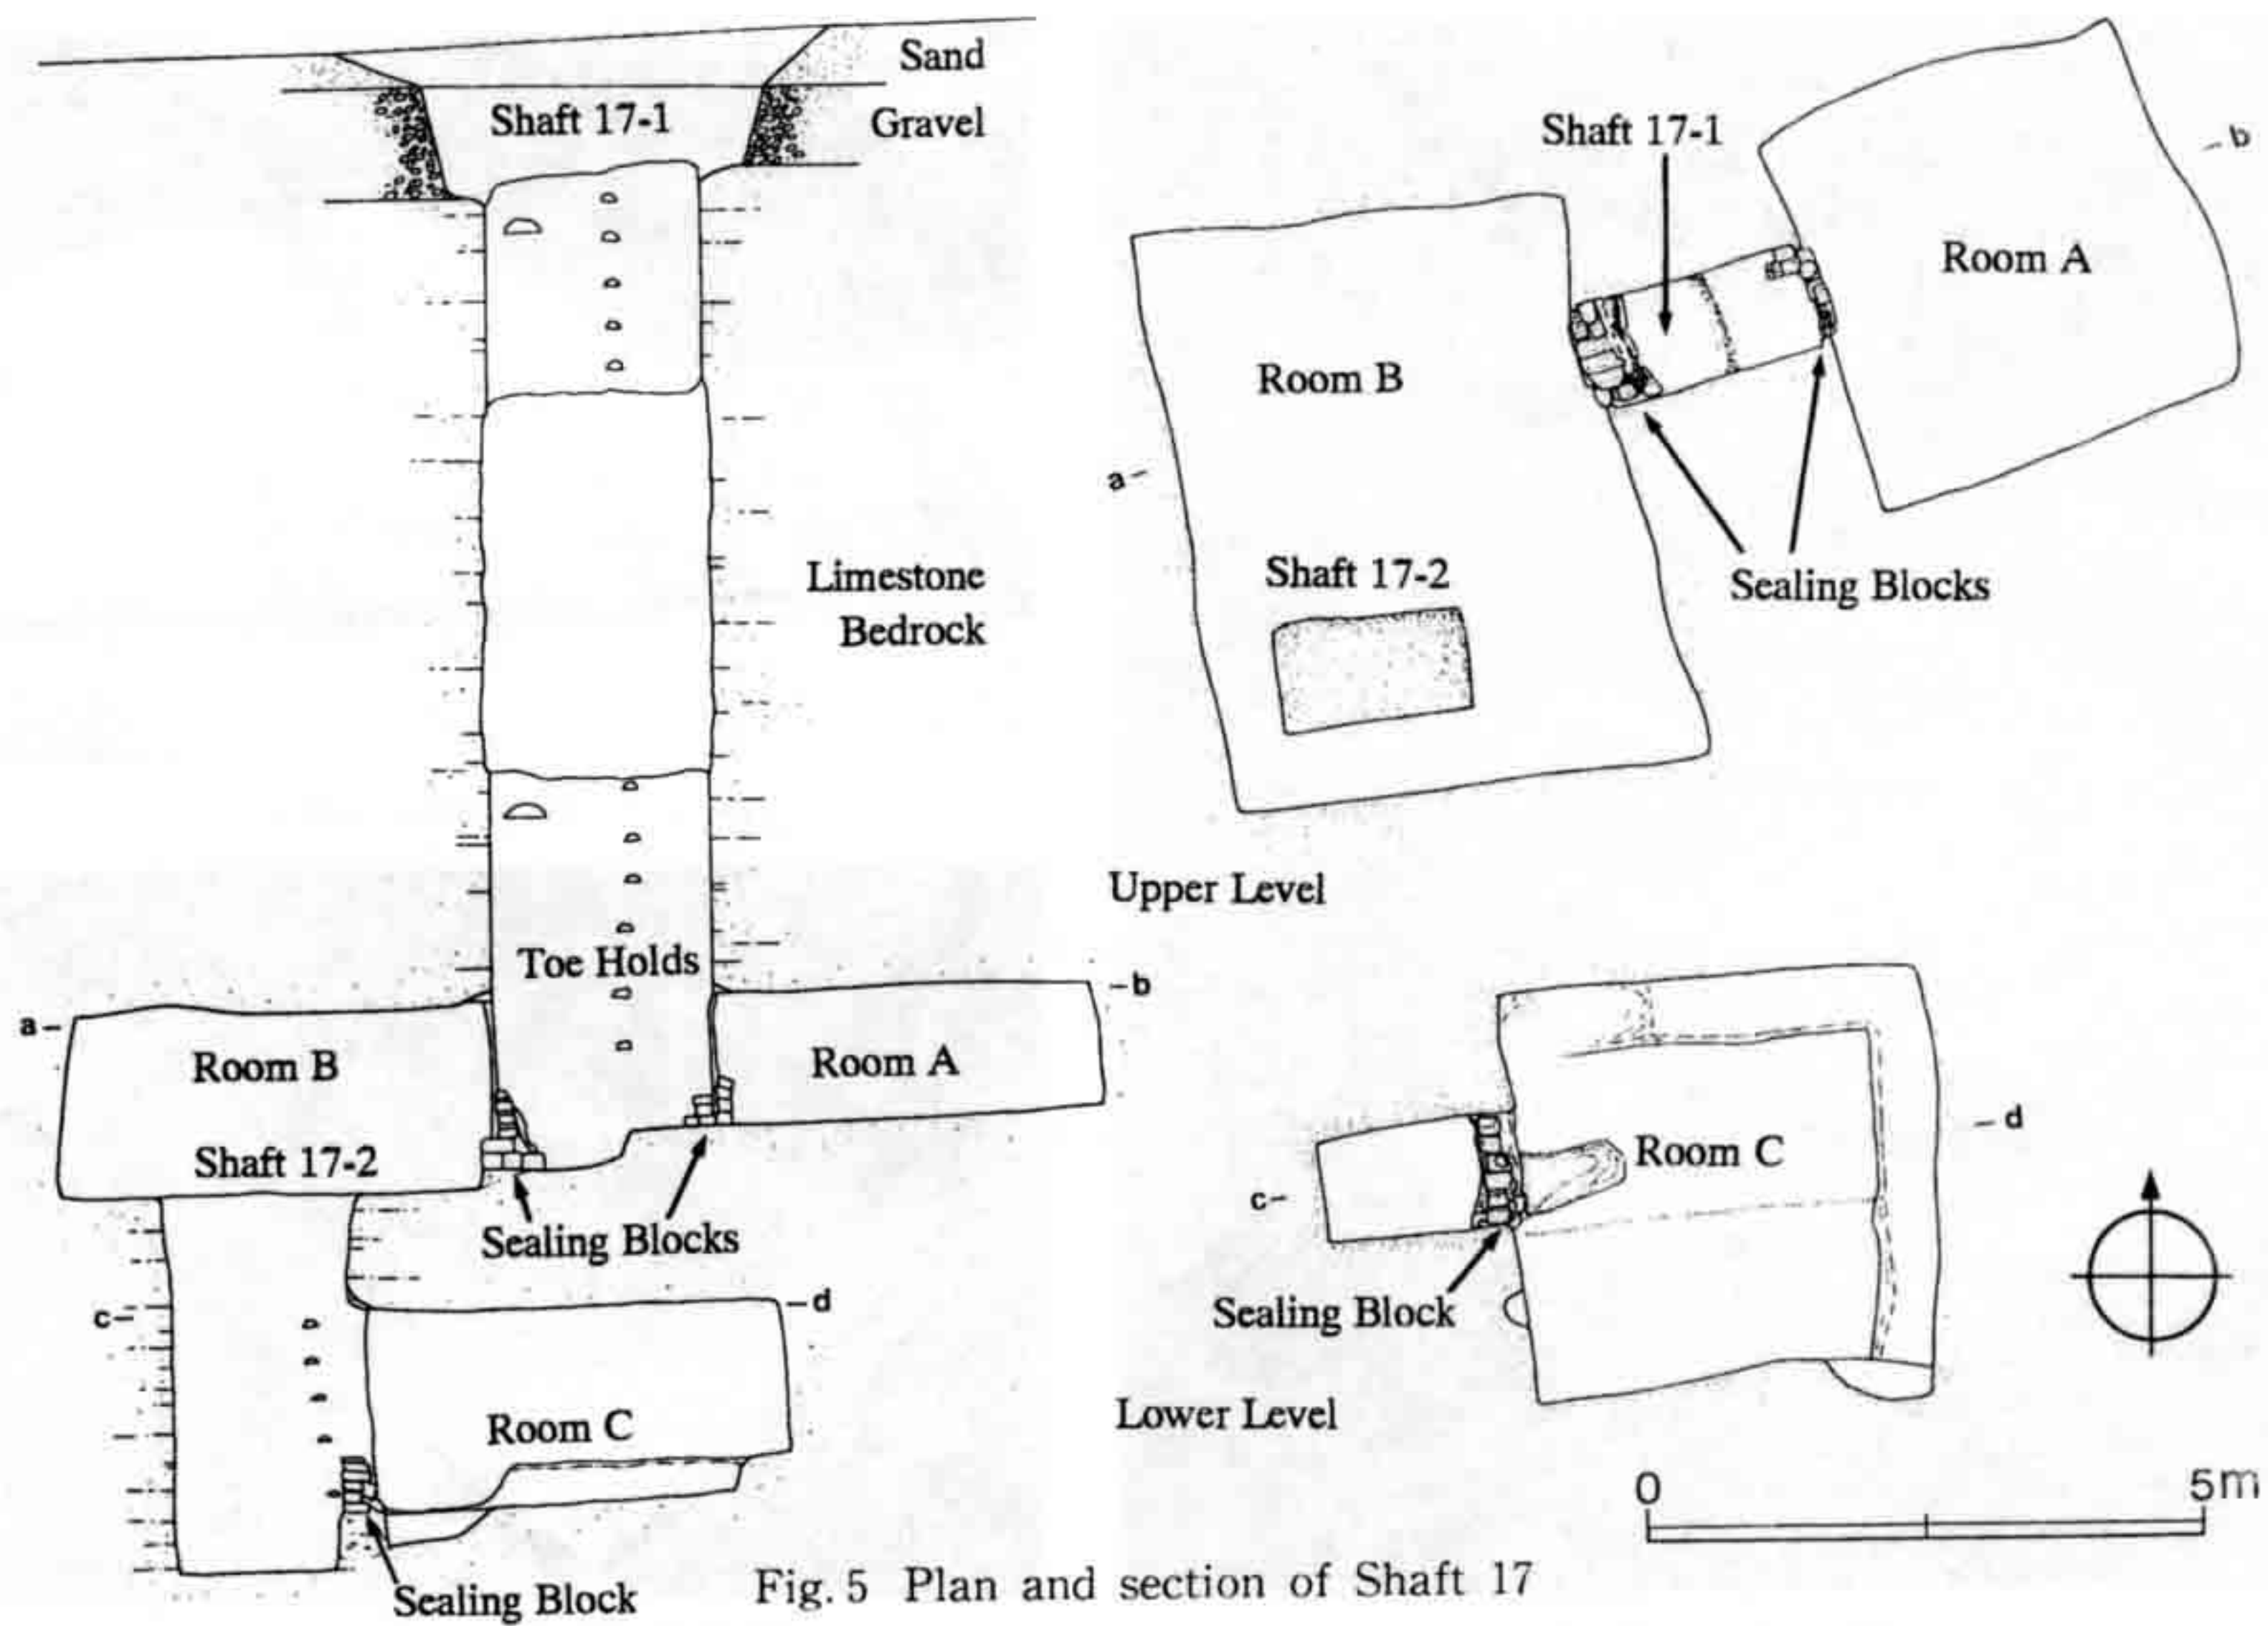 Sand
Shaft 17-1
Gravel
Limestone
Bedrock
Toe Holds
a
b
Room B
Room A
Shaft 17-2
Sealing Blocks
c
d
Room C
Sealing Block
Shaft 17-1
b
Room A
Room B
a
Shaft 17-2
Sealing Blocks
Upper Level
d
Room C
c
Sealing Block
Lower Level
0 5m
Fig. 5 Plan and section of Shaft 17